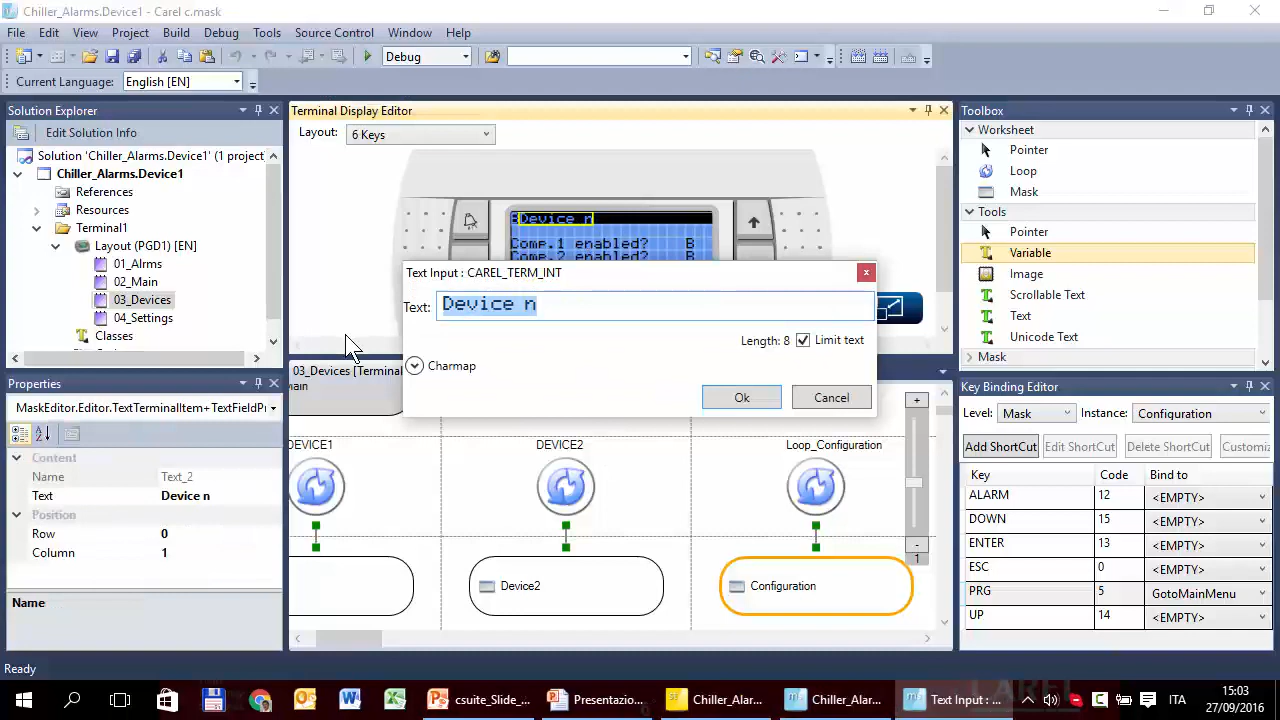 Chiller_Alarms.Device1 - Carel c.mask
File Edit View Project Build Debug Tools Source Control Window Help
Debug
Current Language: English [EN]
Solution Explorer
Edit Solution Info
Solution 'Chiller_Alarms.Device1' (1 project)
Chiller_Alarms.Device1
References
Resources
Terminal1
Layout (PGD1) [EN]
01_Alrms
02_Main
03_Devices
04_Settings
Classes
Properties
MaskEditor.Editor.TextTerminalItem+TextFieldPr
Content
Name Text_2
Text Device n
Position
Row 0
Column 1
Name
Terminal Display Editor
Layout: 6 Keys
Device n
Comp.1 enabled? B
Comp.2 enabled? B
Text Input : CAREL_TERM_INT
Text: Device n
Length: 8 Limit text
Charmap
Ok Cancel
03_Devices [Terminal
DEVICE1 DEVICE2 Loop_Configuration
Device2 Configuration
+
-
1
Toolbox
Worksheet
Pointer
Loop
Mask
Tools
Pointer
Variable
Image
Scrollable Text
Text
Unicode Text
Mask
Key Binding Editor
Level: Mask Instance: Configuration
Add ShortCut Edit ShortCut Delete ShortCut Customiz
Key Code Bind to
ALARM 12 <EMPTY>
DOWN 15 <EMPTY>
ENTER 13 <EMPTY>
ESC 0 <EMPTY>
PRG 5 GotoMainMenu
UP 14 <EMPTY>
Ready
csuite_Slide_... Presentazio... Chiller_Alar... Chiller_Alar... Text Input : ... ITA
15:03
27/09/2016